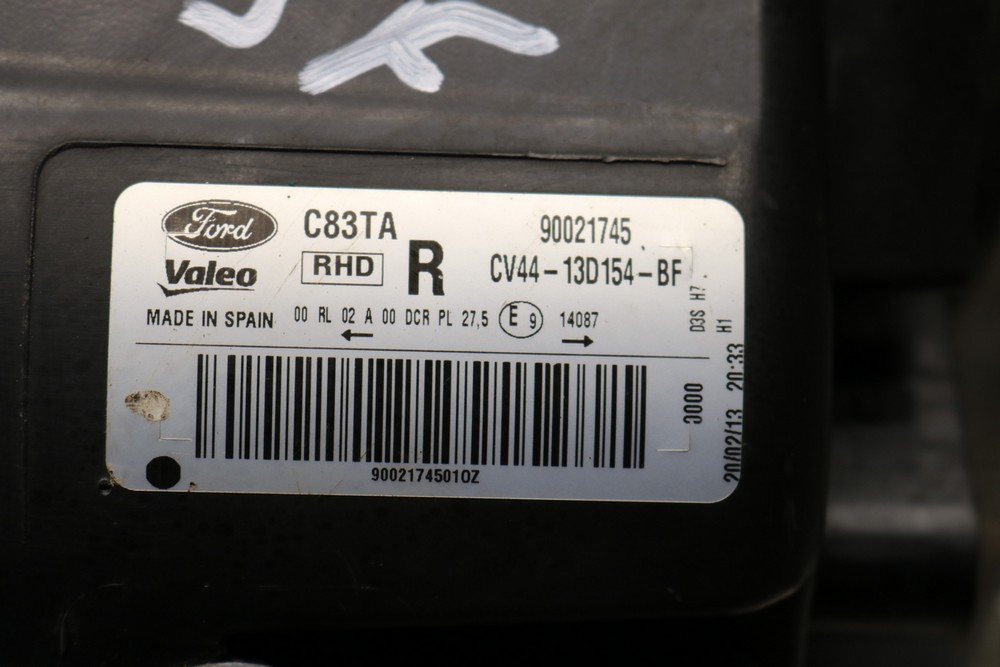 Ford
C83TA
90021745
Valeo
RHD
R
CV44-13D154-BF
MADE IN SPAIN
00 RL 02 A 00 DCR PL 27,5 E 9 14087
← →
D3S H7
H1
0000
20/02/13 20:33
90021745010Z